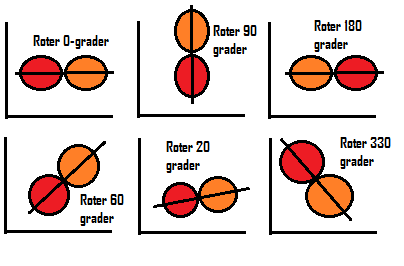 Roter 0-grader
Roter 90
grader
Roter 180
grader
Roter 60
grader
Roter 20
grader
Roter 330
grader